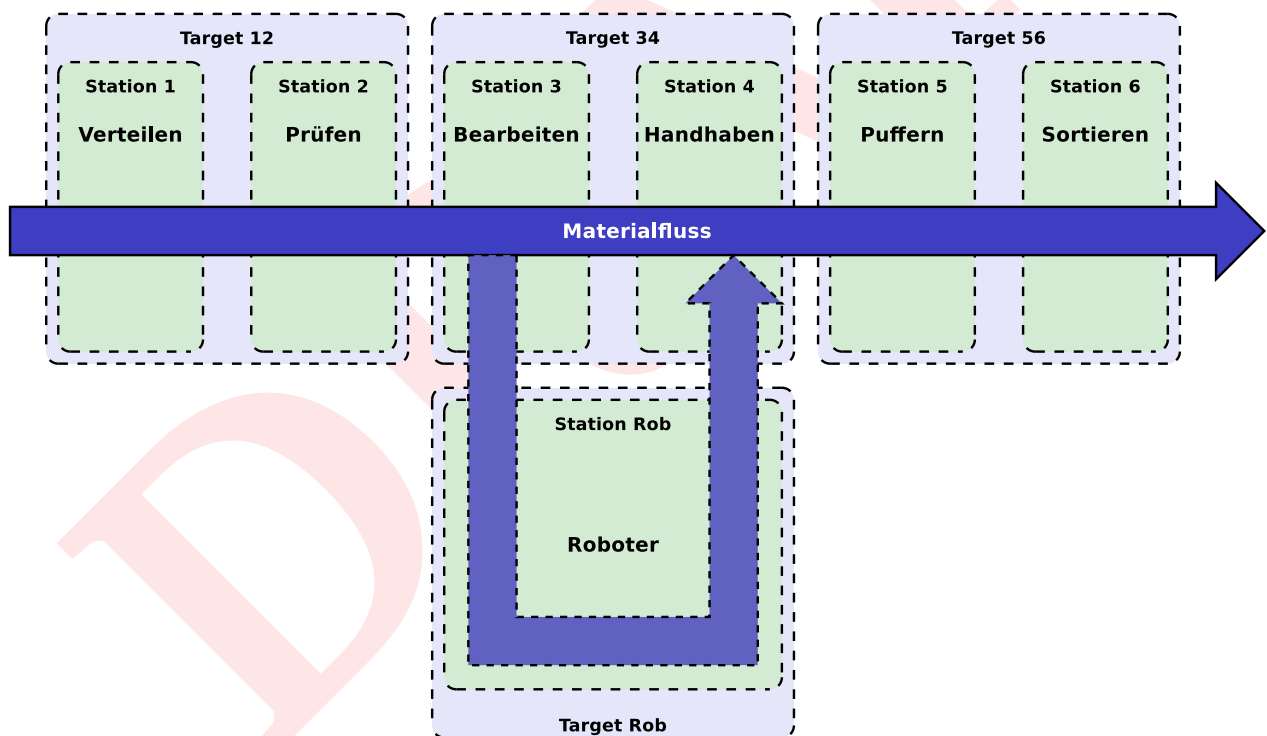 Target 12
Target 34
Target 56
Station 1
Station 2
Station 3
Station 4
Station 5
Station 6
Verteilen
Prüfen
Bearbeiten
Handhaben
Puffern
Sortieren
Materialfluss
Station Rob
Roboter
Target Rob